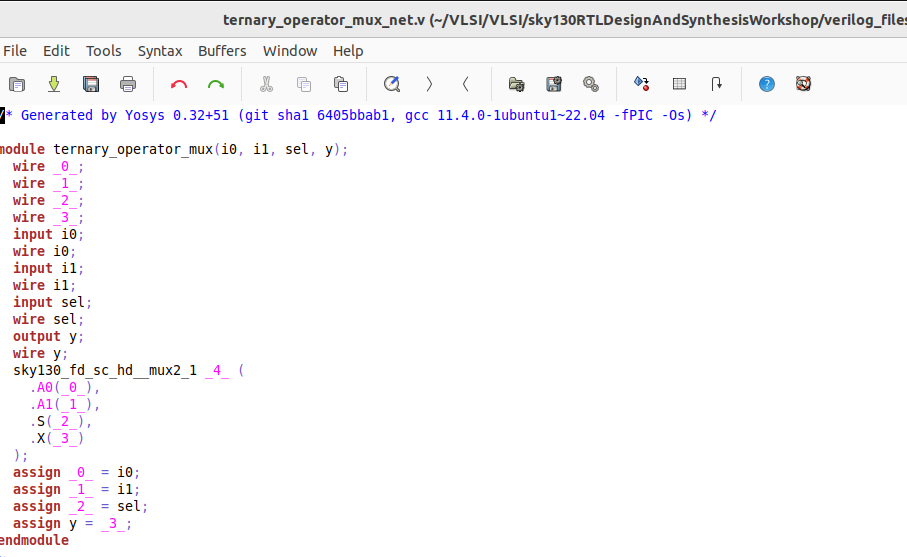 ternary_operator_mux_net.v (~/VLSI/VLSI/sky130RTLDesignAndSynthesisWorkshop/verilog_files
File Edit Tools Syntax Buffers Window Help
/* Generated by Yosys 0.32+51 (git sha1 6405bbab1, gcc 11.4.0-1ubuntu1~22.04 -fPIC -Os) */
module ternary_operator_mux(i0, i1, sel, y);
  wire _0_;
  wire _1_;
  wire _2_;
  wire _3_;
  input i0;
  wire i0;
  input i1;
  wire i1;
  input sel;
  wire sel;
  output y;
  wire y;
  sky130_fd_sc_hd__mux2_1 _4_ (
    .A0(_0_),
    .A1(_1_),
    .S(_2_),
    .X(_3_)
  );
  assign _0_ = i0;
  assign _1_ = i1;
  assign _2_ = sel;
  assign y = _3_;
endmodule